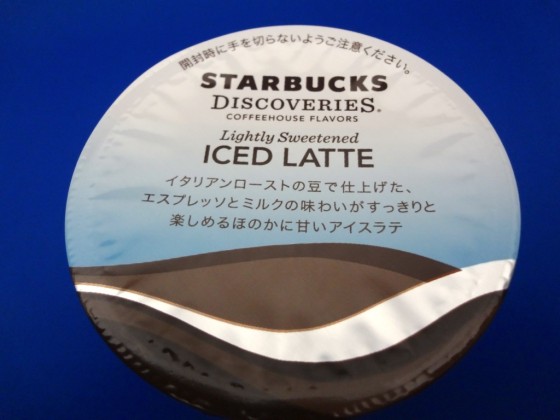 開封時に手を切らないようご注意ください。
STARBUCKS
DISCOVERIES®
COFFEEHOUSE FLAVORS
Lightly Sweetened
ICED LATTE
イタリアンローストの豆で仕上げた、
エスプレッソとミルクの味わいがすっきりと
楽しめるほのかに甘いアイスラテ